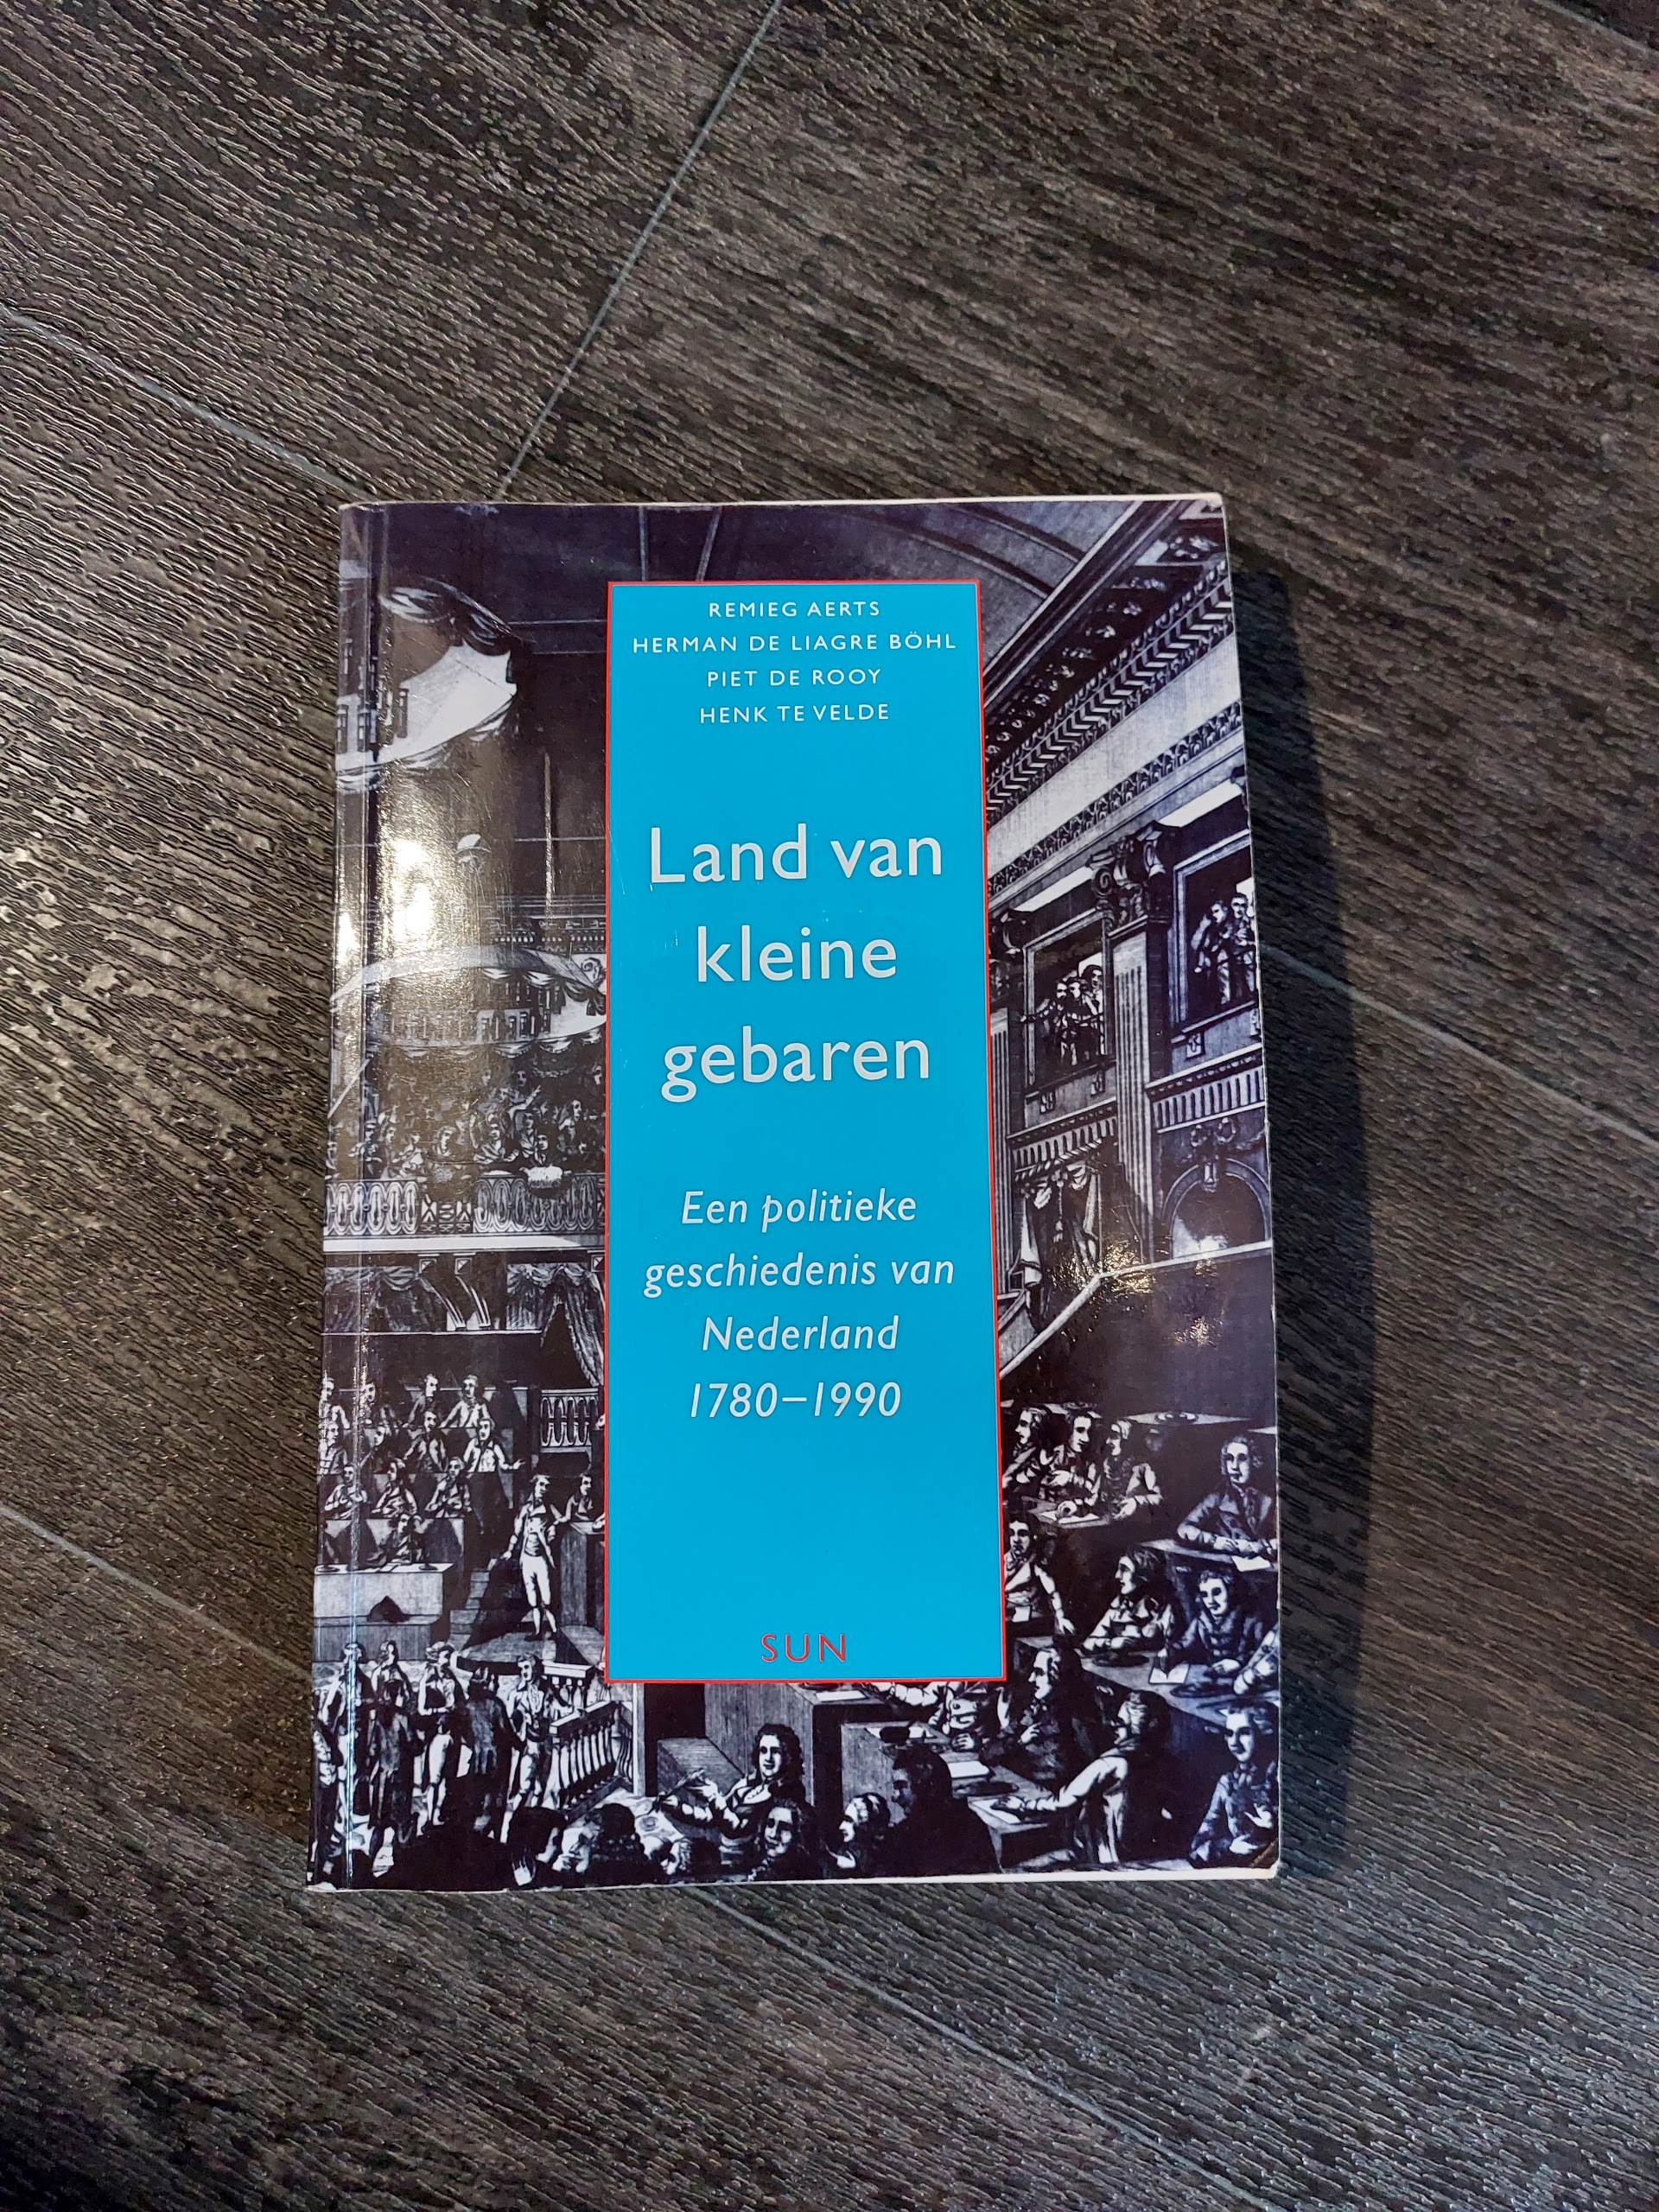 REMIEG AERTS
HERMAN DE LIAGRE BÖHL
PIET DE ROOY
HENK TE VELDE
Land van
kleine
gebaren
Een politieke
geschiedenis van
Nederland
1780–1990
SUN